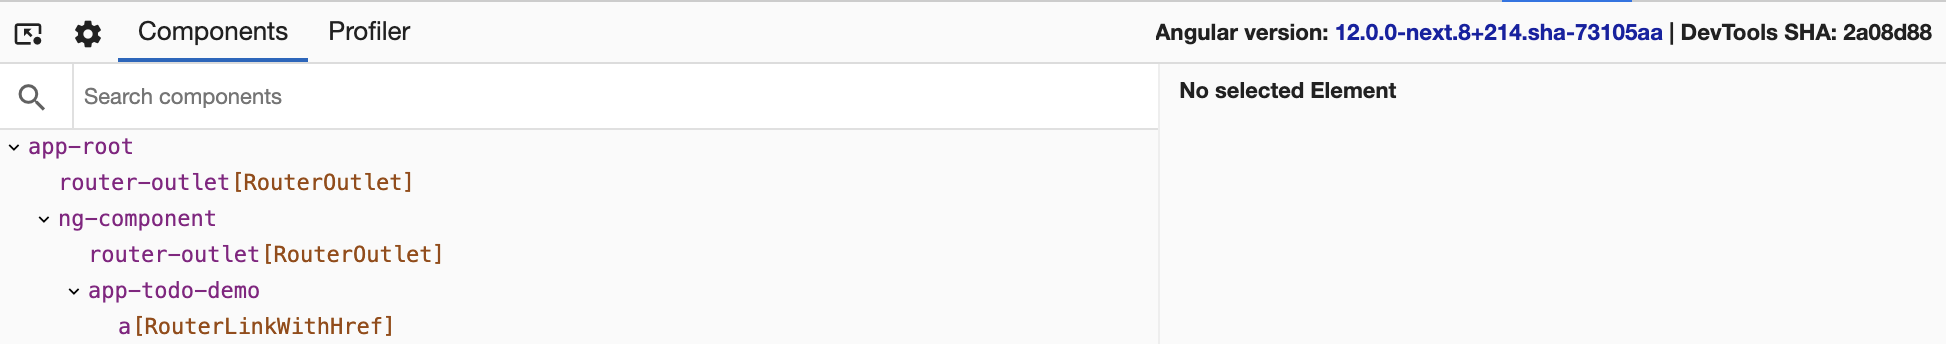 Components Profiler Angular version: 12.0.0-next.8+214.sha-73105aa | DevTools SHA: 2a08d88
Search components
No selected Element
app-root
router-outlet[RouterOutlet]
ng-component
router-outlet[RouterOutlet]
app-todo-demo
a[RouterLinkWithHref]